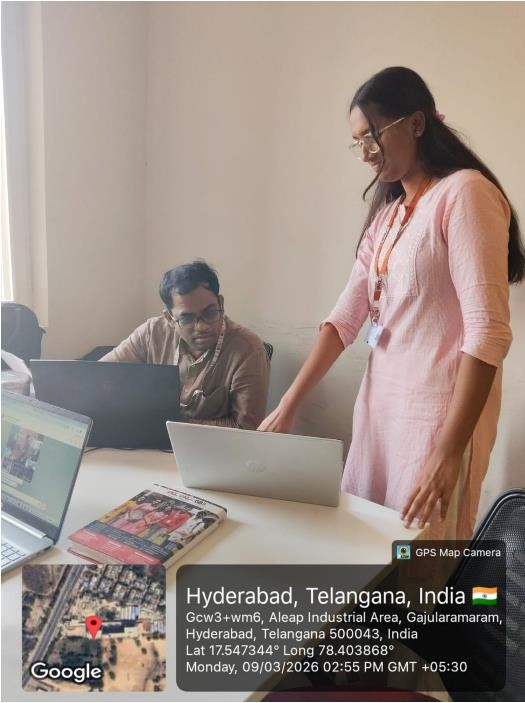 GPS Map Camera
Hyderabad, Telangana, India 🇮🇳
Gcw3+wm6, Aleap Industrial Area, Gajularamaram,
Hyderabad, Telangana 500043, India
Lat 17.547344° Long 78.403868°
Monday, 09/03/2026 02:55 PM GMT +05:30
Google
hp